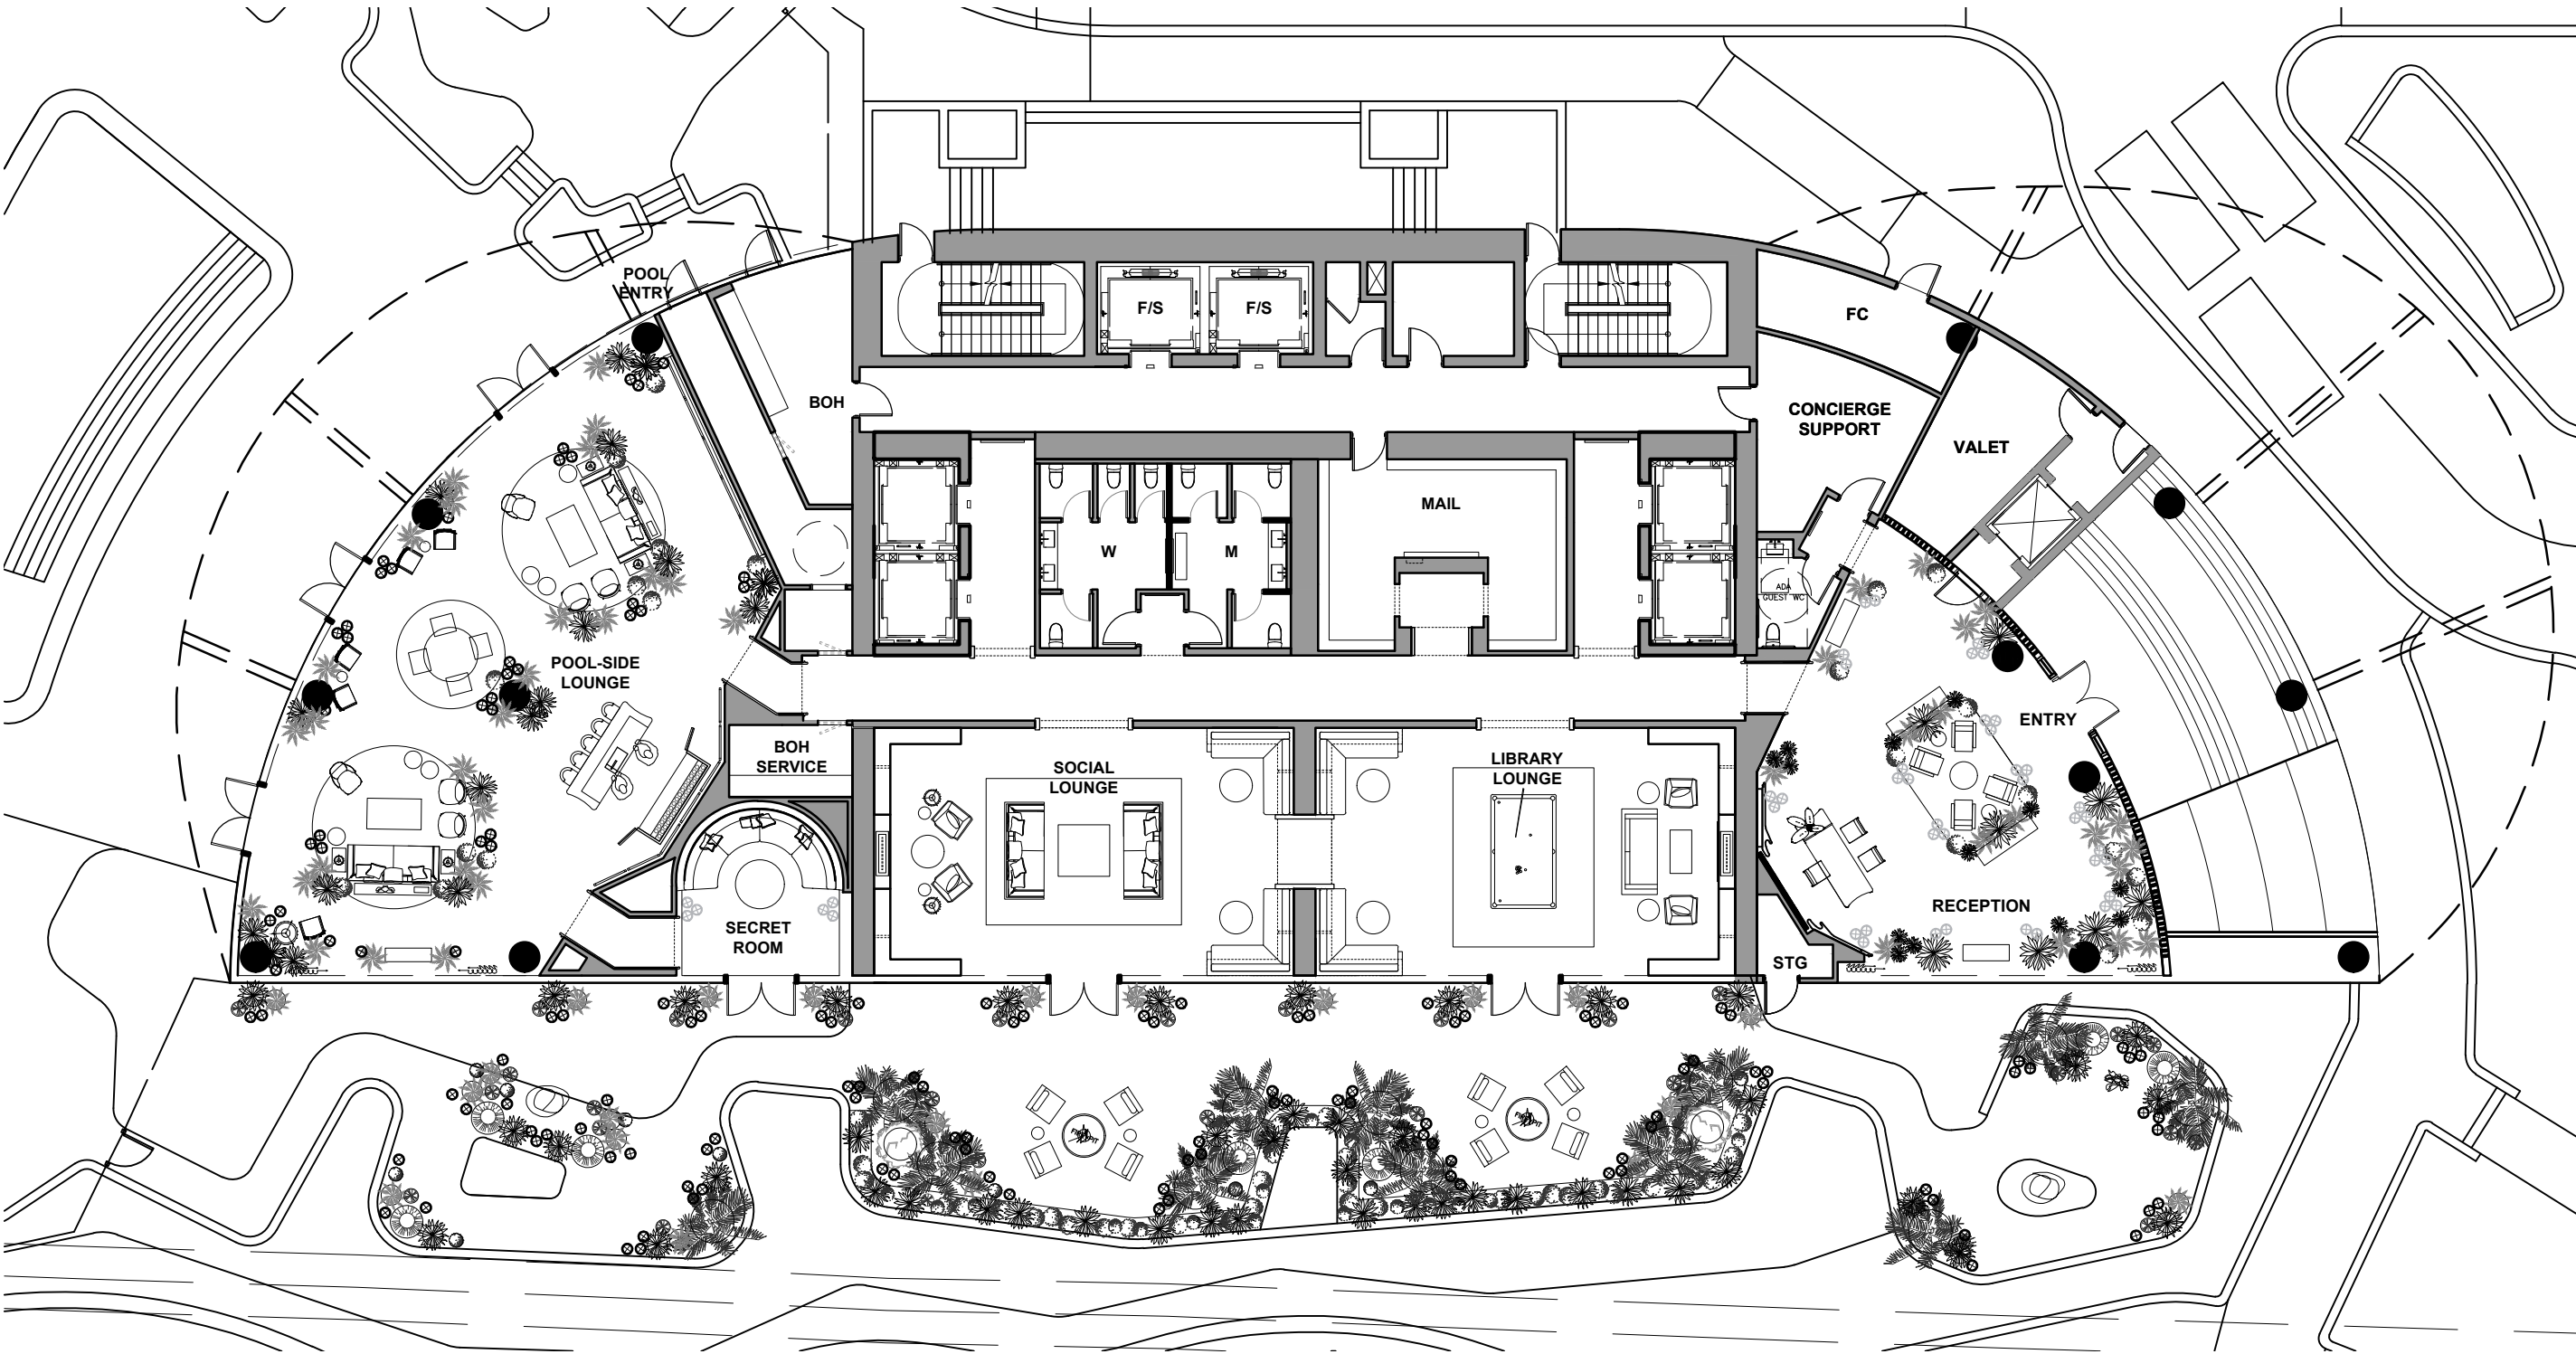 POOL
ENTRY
F/S
F/S
FC
BOH
CONCIERGE
SUPPORT
VALET
MAIL
W
M
ADA
GUEST WC
POOL-SIDE
LOUNGE
ENTRY
BOH
SERVICE
SOCIAL
LOUNGE
LIBRARY
LOUNGE
SECRET
ROOM
RECEPTION
STG